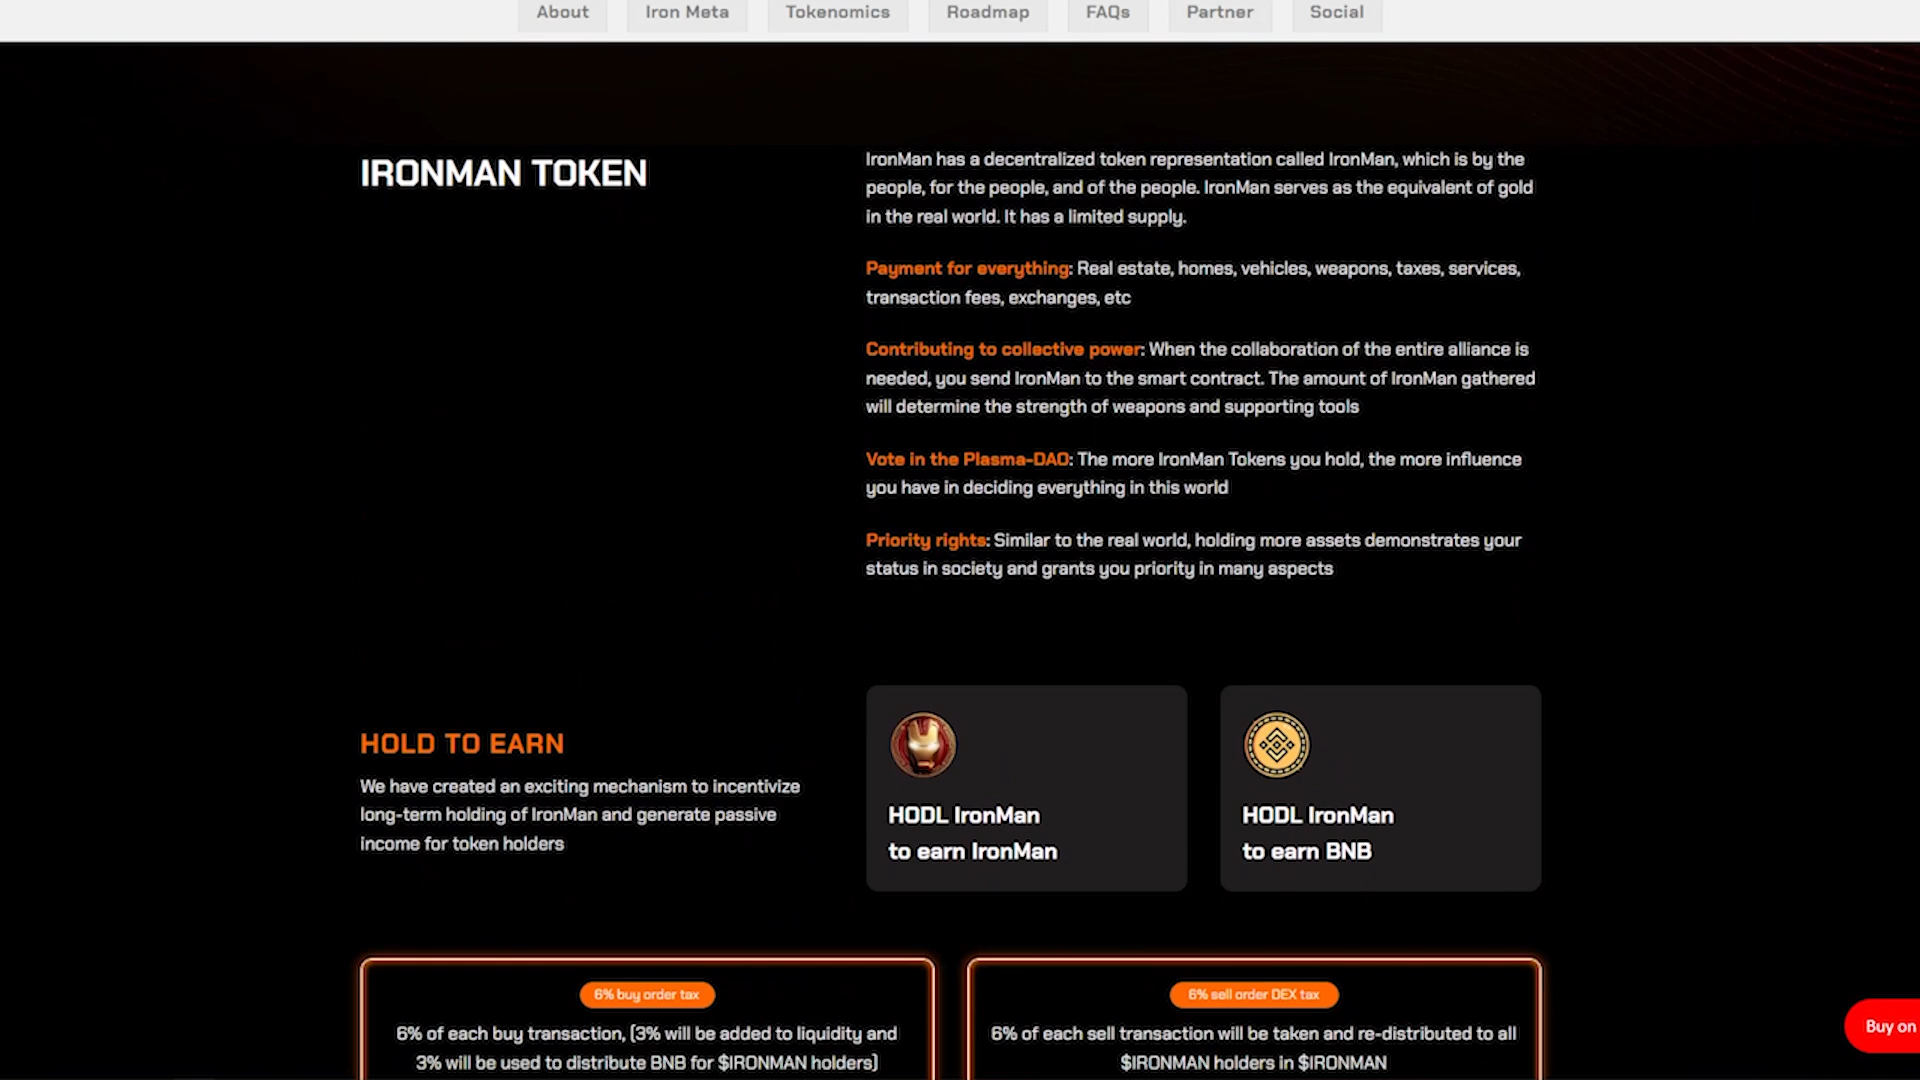 About
Iron Meta
Tokenomics
Roadmap
FAQs
Partner
Social
IRONMAN TOKEN
IronMan has a decentralized token representation called IronMan, which is by the
people, for the people, and of the people. IronMan serves as the equivalent of gold
in the real world. It has a limited supply.
Payment for everything: Real estate, homes, vehicles, weapons, taxes, services,
transaction fees, exchanges, etc
Contributing to collective power: When the collaboration of the entire alliance is
needed, you send IronMan to the smart contract. The amount of IronMan gathered
will determine the strength of weapons and supporting tools
Vote in the Plasma-DAO: The more IronMan Tokens you hold, the more influence
you have in deciding everything in this world
Priority rights: Similar to the real world, holding more assets demonstrates your
status in society and grants you priority in many aspects
HOLD TO EARN
We have created an exciting mechanism to incentivize
long-term holding of IronMan and generate passive
income for token holders
HODL IronMan
to earn IronMan
HODL IronMan
to earn BNB
6% buy order tax
6% of each buy transaction, (3% will be added to liquidity and
3% will be used to distribute BNB for $IRONMAN holders)
6% sell order DEX tax
6% of each sell transaction will be taken and re-distributed to all
$IRONMAN holders in $IRONMAN
Buy on